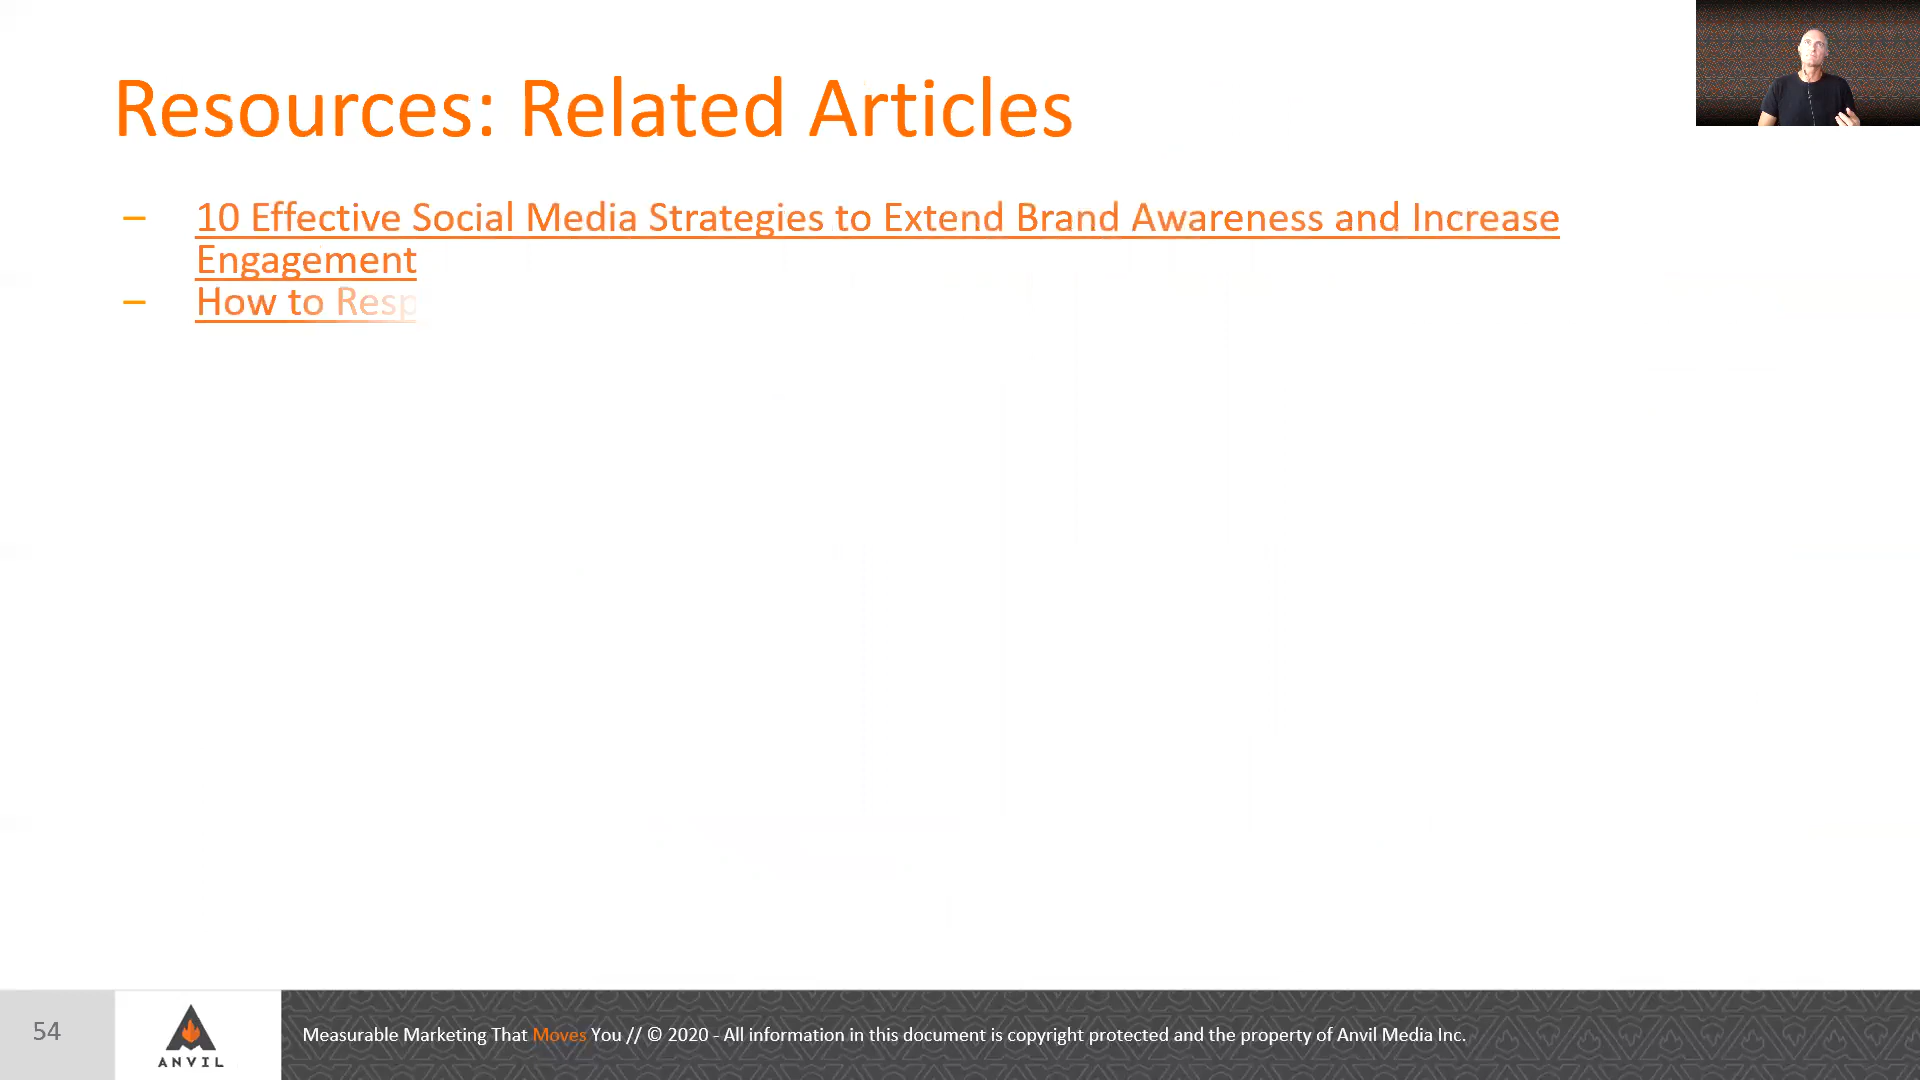 Resources: Related Articles
– 10 Effective Social Media Strategies to Extend Brand Awareness and Increase
Engagement
– How to Resp
54
ANVIL
Measurable Marketing That Moves You // © 2020 - All information in this document is copyright protected and the property of Anvil Media Inc.